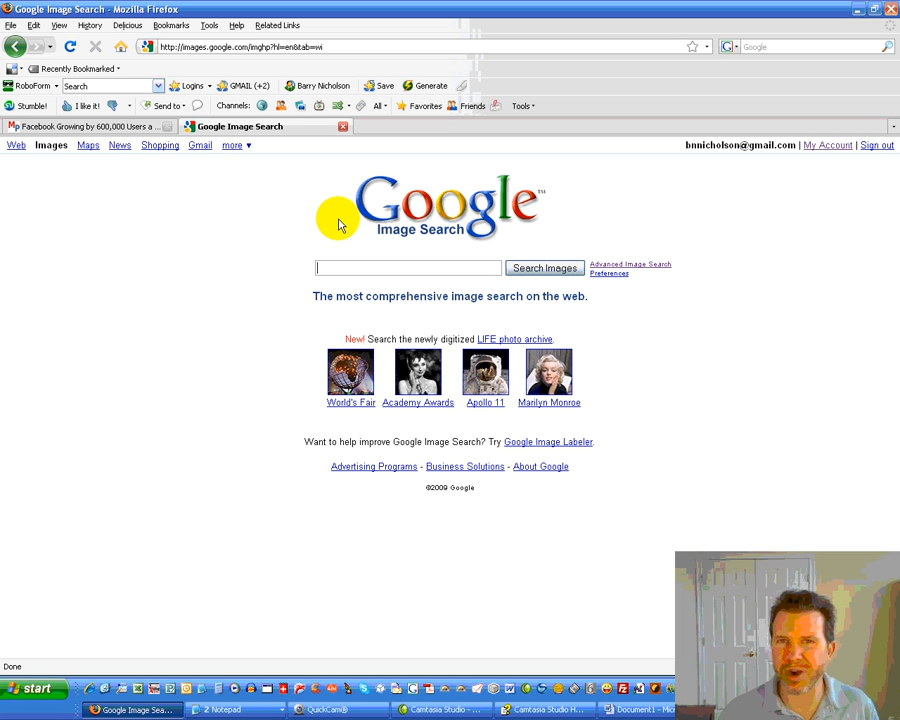 Google Image Search - Mozilla Firefox
File Edit View History Delicious Bookmarks Tools Help Related Links
http://images.google.com/imghp?hl=en&tab=wi
Google
Recently Bookmarked
RoboForm Search Logins GMAIL (+2) Barry Nicholson Save Generate
Stumble! I like it! Send to Channels: All Favorites Friends Tools
Facebook Growing by 600,000 Users a ... Google Image Search
Web Images Maps News Shopping Gmail more ▼
bnnicholson@gmail.com | My Account | Sign out
Google™
Image Search
Search Images
Advanced Image Search
Preferences
The most comprehensive image search on the web.
New! Search the newly digitized LIFE photo archive.
World's Fair Academy Awards Apollo 11 Marilyn Monroe
Want to help improve Google Image Search? Try Google Image Labeler.
Advertising Programs - Business Solutions - About Google
©2009 Google
Done
start
Google Image Sea... 2 Notepad QuickCam® Camtasia Studio - ... Camtasia Studio H... Document1 - Micr